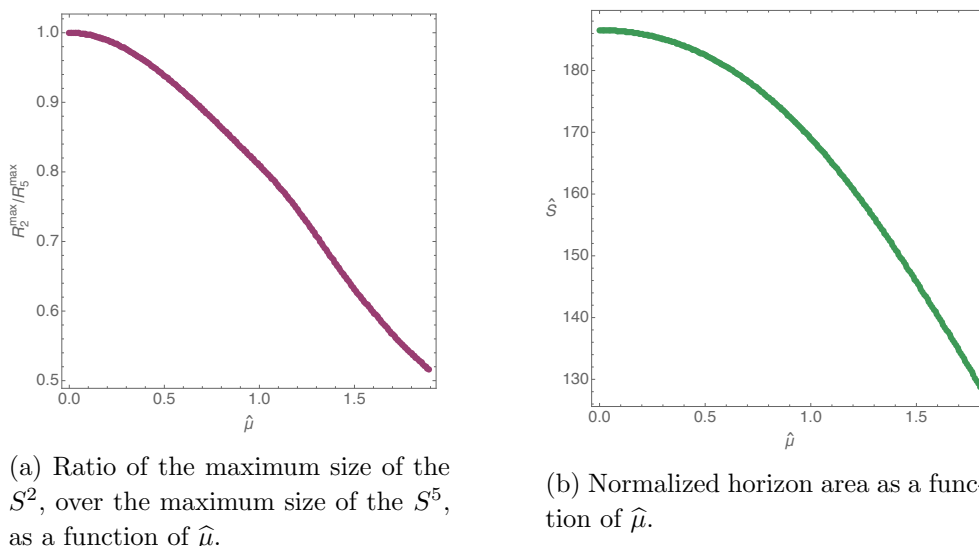 1.0
0.9
0.8
0.7
0.6
0.5
R_2^max/R_5^max
0.0 0.5 1.0 1.5
μ̂
(a) Ratio of the maximum size of the
S², over the maximum size of the S⁵,
as a function of μ̂.
180
170
160
150
140
130
Ŝ
0.0 0.5 1.0 1.5
μ̂
(b) Normalized horizon area as a func-
tion of μ̂.